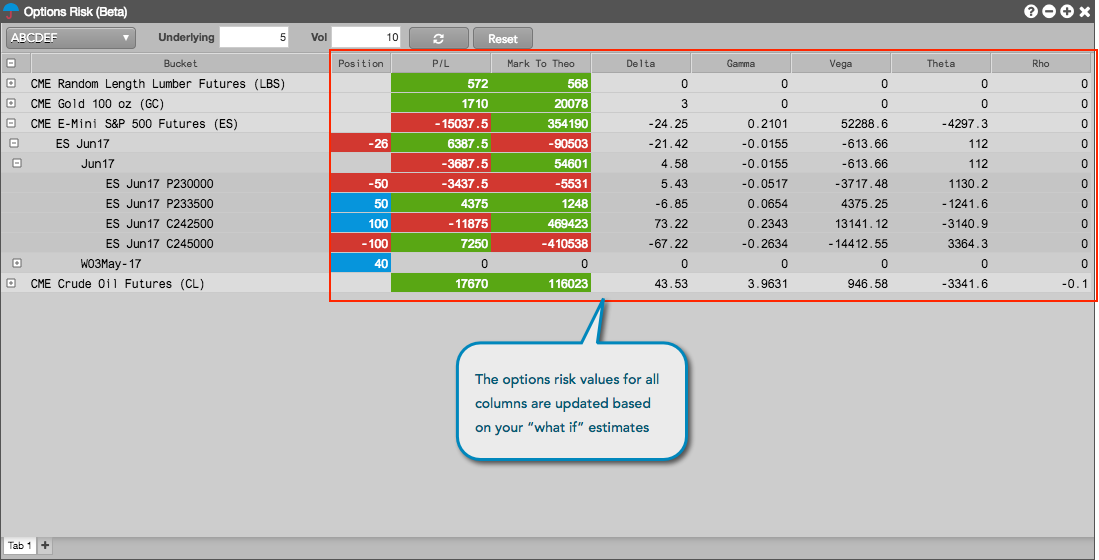 Options Risk (Beta)
ABCDEF Underlying 5 Vol 10 Reset
Bucket Position P/L Mark To Theo Delta Gamma Vega Theta Rho
CME Random Length Lumber Futures (LBS) 572 568 0 0 0 0 0
CME Gold 100 oz (GC) 1710 20078 3 0 0 0 0
CME E-Mini S&P 500 Futures (ES) -15037.5 354190 -24.25 0.2101 52288.6 -4297.3 0
ES Jun17 -26 6387.5 -90503 -21.42 -0.0155 -613.66 112 0
Jun17 -3687.5 54601 4.58 -0.0155 -613.66 112 0
ES Jun17 P230000 -50 -3437.5 -5531 5.43 -0.0517 -3717.48 1130.2 0
ES Jun17 P233500 50 4375 1248 -6.85 0.0654 4375.25 -1241.6 0
ES Jun17 C242500 100 -11875 469423 73.22 0.2343 13141.12 -3140.9 0
ES Jun17 C245000 -100 7250 -410538 -67.22 -0.2634 -14412.55 3364.3 0
WO3May-17 40 0 0 0 0 0 0 0
CME Crude Oil Futures (CL) 17670 116023 43.53 3.9631 946.58 -3341.6 -0.1
The options risk values for all
columns are updated based
on your “what if” estimates
Tab 1 +